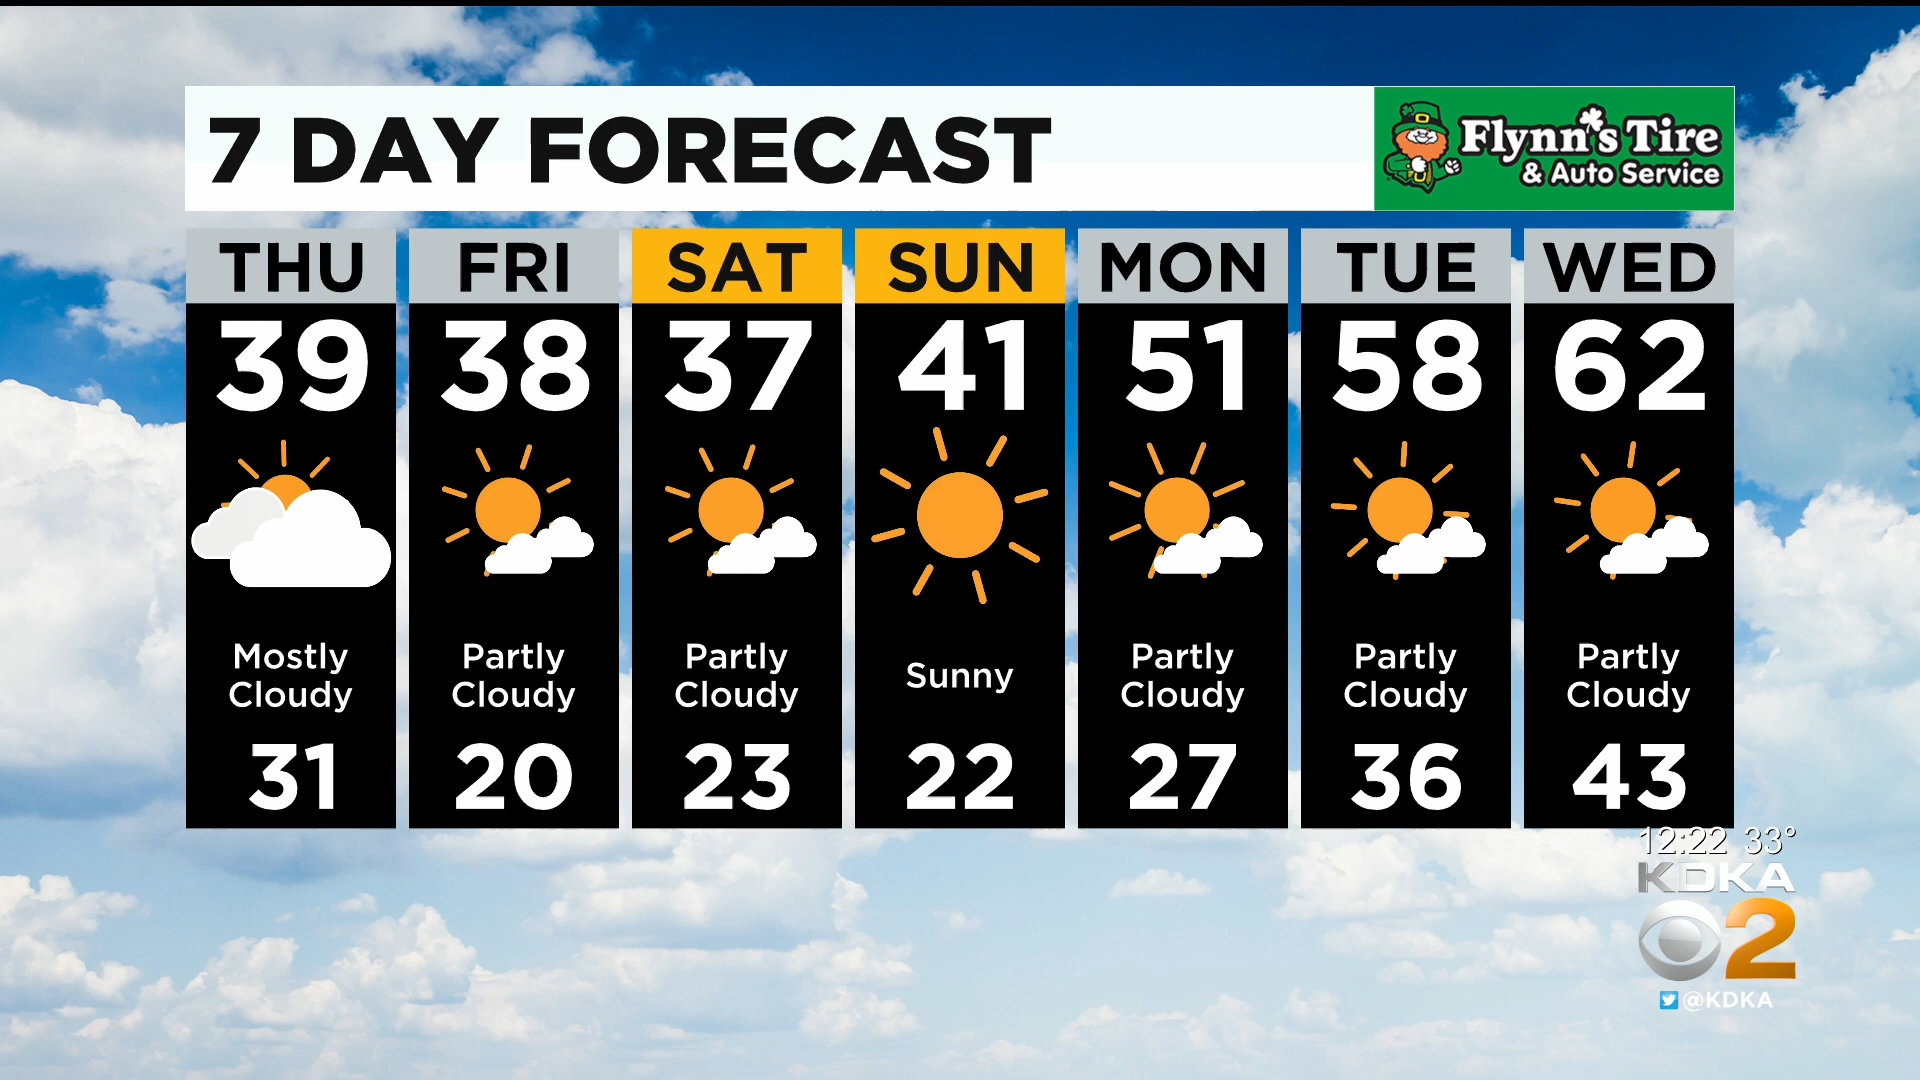 7 DAY FORECAST
Flynn's Tire
& Auto Service
THU FRI SAT SUN MON TUE WED
39 38 37 41 51 58 62
Mostly Cloudy
Partly Cloudy
Partly Cloudy
Sunny
Partly Cloudy
Partly Cloudy
Partly Cloudy
31 20 23 22 27 36 43
12:22 33°
KDKA
2
@KDKA